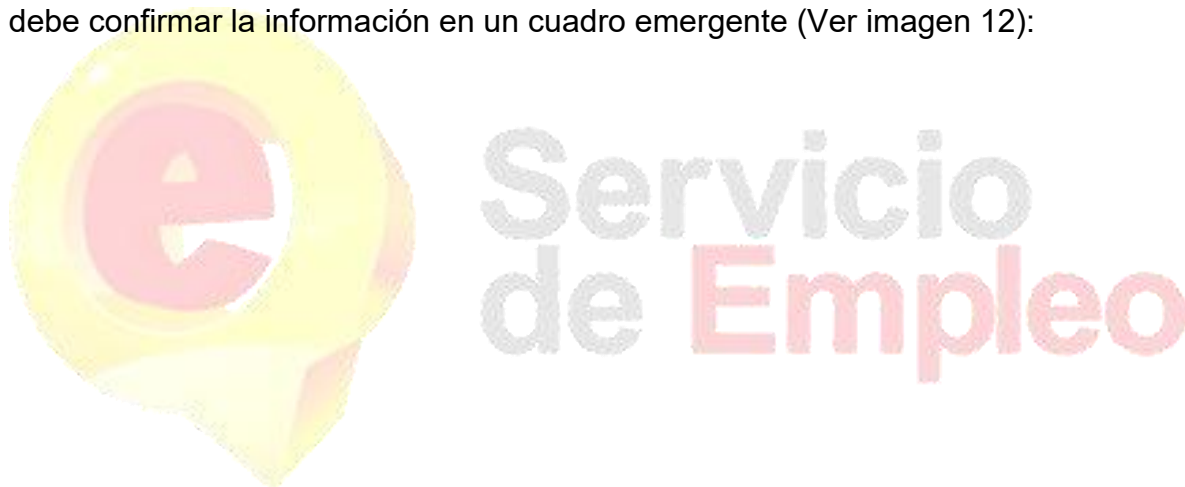 debe confirmar la información en un cuadro emergente (Ver imagen 12):
e
Servicio
de Empleo